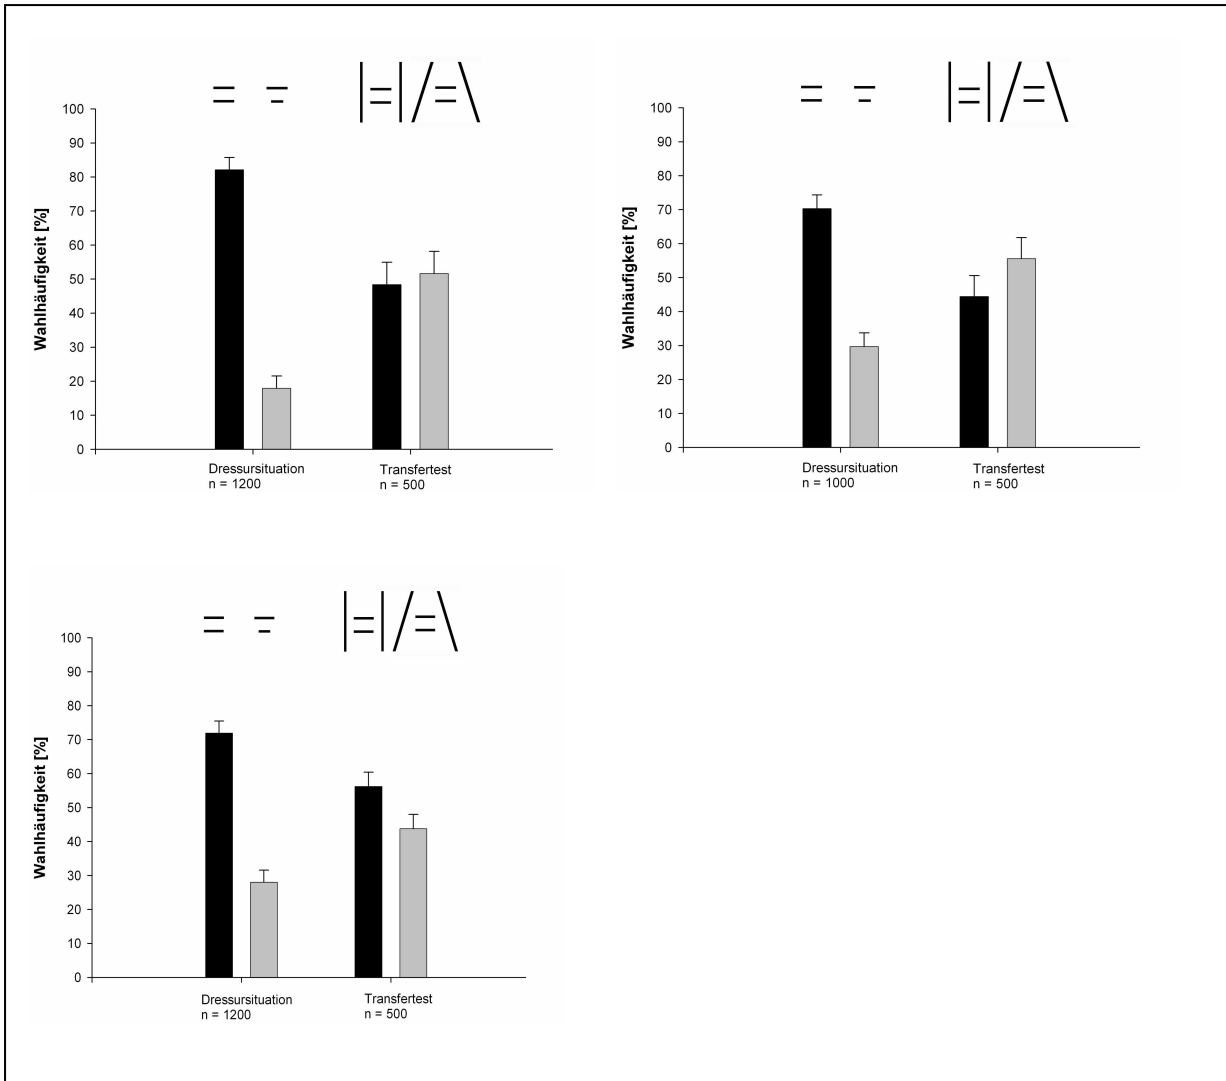 100
90
80
70
60
50
40
30
20
10
0
Wahlhäufigkeit [%]
Dressursituation
n = 1200
Transfertest
n = 500
100
90
80
70
60
50
40
30
20
10
0
Wahlhäufigkeit [%]
Dressursituation
n = 1000
Transfertest
n = 500
100
90
80
70
60
50
40
30
20
10
0
Wahlhäufigkeit [%]
Dressursituation
n = 1200
Transfertest
n = 500